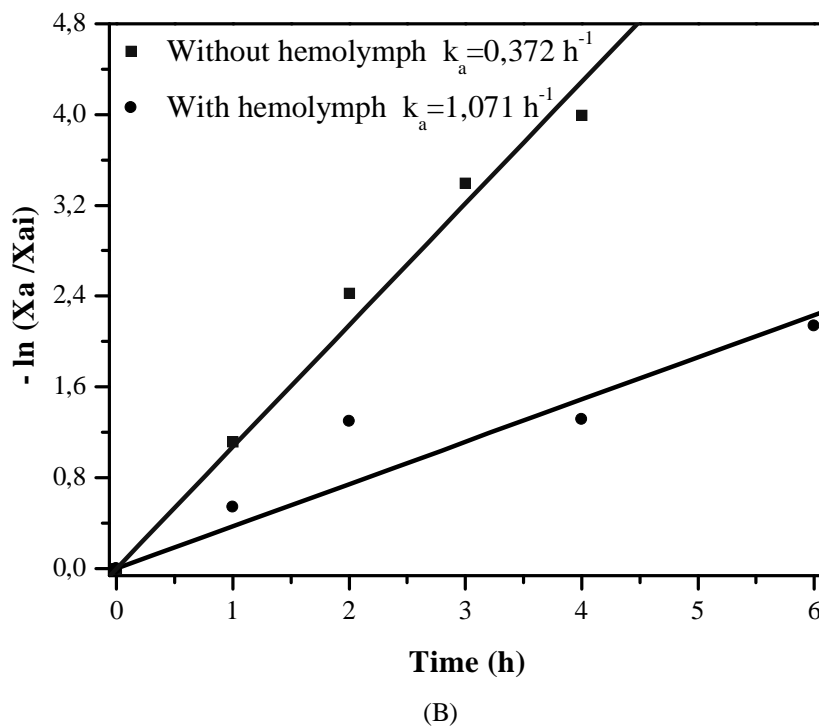 4,8
Without hemolymph k_a=0,372 h^-1
4,0
With hemolymph k_a=1,071 h^-1
3,2
2,4
1,6
0,8
0,0
- ln (Xa /Xai)
0 1 2 3 4 5 6
Time (h)
(B)